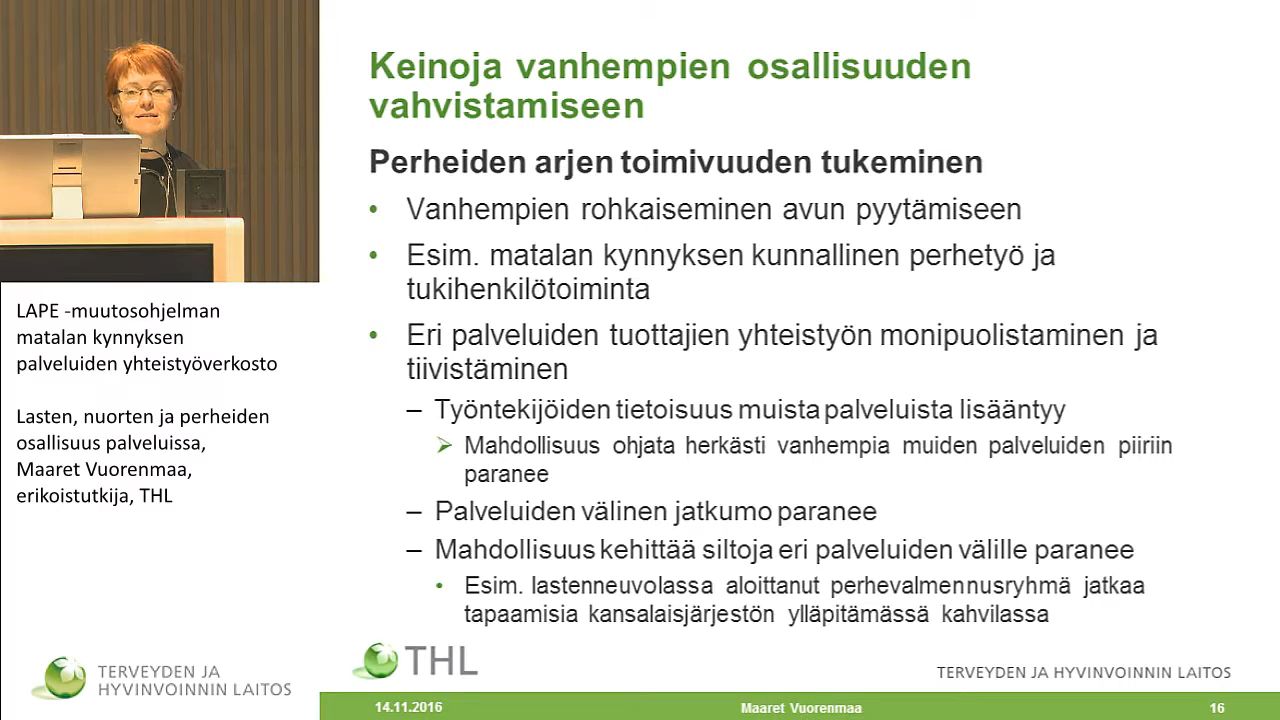 Keinoja vanhempien osallisuuden
vahvistamiseen
Perheiden arjen toimivuuden tukeminen
• Vanhempien rohkaiseminen avun pyytämiseen
• Esim. matalan kynnyksen kunnallinen perhetyö ja
tukihenkilötoiminta
• Eri palveluiden tuottajien yhteistyön monipuolistaminen ja
tiivistäminen
– Työntekijöiden tietoisuus muista palveluista lisääntyy
➢ Mahdollisuus ohjata herkästi vanhempia muiden palveluiden piiriin
paranee
– Palveluiden välinen jatkumo paranee
– Mahdollisuus kehittää siltoja eri palveluiden välille paranee
• Esim. lastenneuvolassa aloittanut perhevalmennusryhmä jatkaa
tapaamisia kansalaisjärjestön ylläpitämässä kahvilassa
LAPE -muutosohjelman
matalan kynnyksen
palveluiden yhteistyöverkosto
Lasten, nuorten ja perheiden
osallisuus palveluissa,
Maaret Vuorenmaa,
erikoistutkija, THL
TERVEYDEN JA
HYVINVOINNIN LAITOS
THL
TERVEYDEN JA HYVINVOINNIN LAITOS
14.11.2016
Maaret Vuorenmaa
16